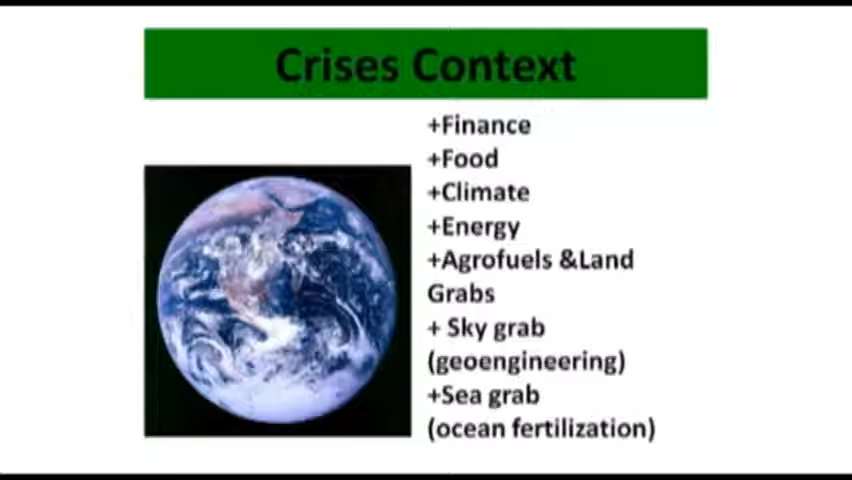 Crises Context
+Finance
+Food
+Climate
+Energy
+Agrofuels &Land
Grabs
+ Sky grab
(geoengineering)
+Sea grab
(ocean fertilization)